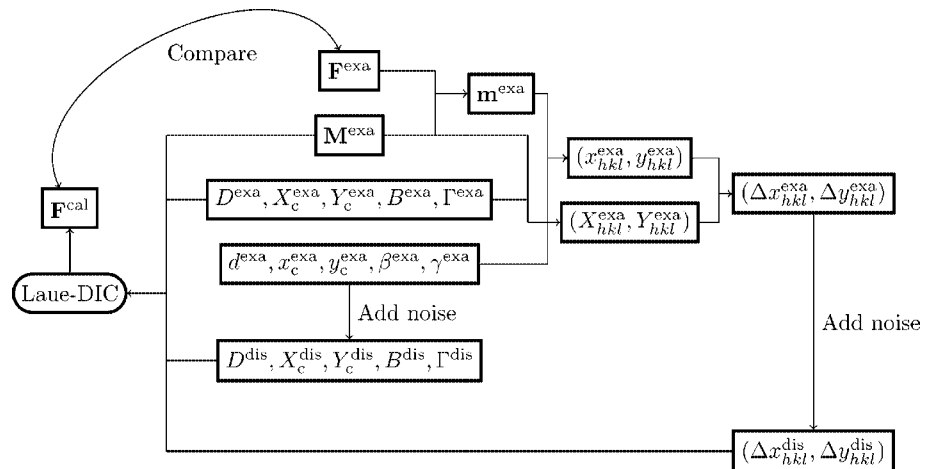 Compare
𝐅^exa
𝐦^exa
𝐌^exa
(x_hkl^exa, y_hkl^exa)
D^exa, X_c^exa, Y_c^exa, B^exa, Γ^exa
(Δx_hkl^exa, Δy_hkl^exa)
𝐅^cal
(X_hkl^exa, Y_hkl^exa)
d^exa, x_c^exa, y_c^exa, β^exa, γ^exa
Laue-DIC
Add noise
Add noise
D^dis, X_c^dis, Y_c^dis, B^dis, Γ^dis
(Δx_hkl^dis, Δy_hkl^dis)